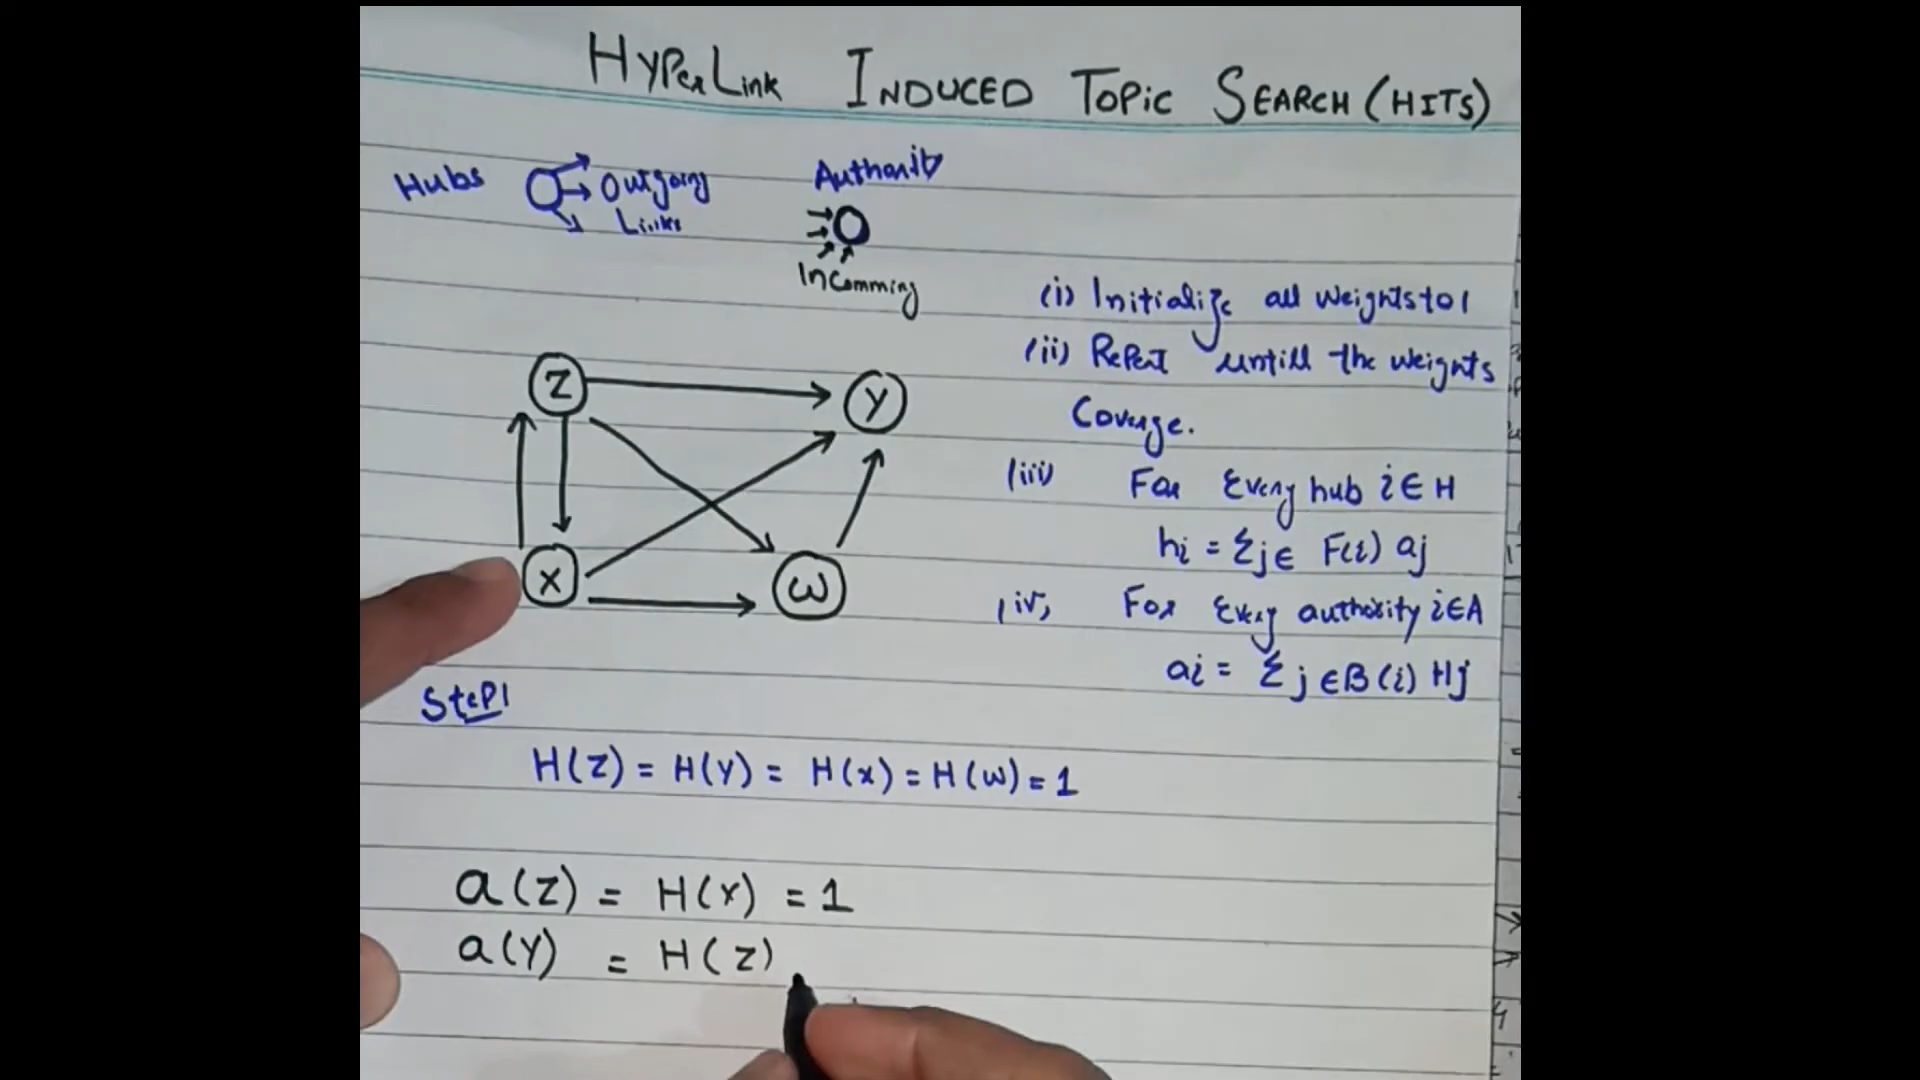 HYPerLink INDUCED TOPic SEARCH (HITS)
Hubs Outgoing
Links
Authority
Incomming
(i) Initialize all weights to 1
(ii) Repeat untill the weights
Coverge.
(iii) For Every hub i ∈ H
hi = Σj∈ F(i) aj
(iv) For Every authority i∈A
ai = Σ j ∈ B(i) Hj
Z
Y
X
W
Step1
H(Z) = H(Y) = H(x) = H(w) = 1
a(Z) = H(x) = 1
a(Y) = H(Z)